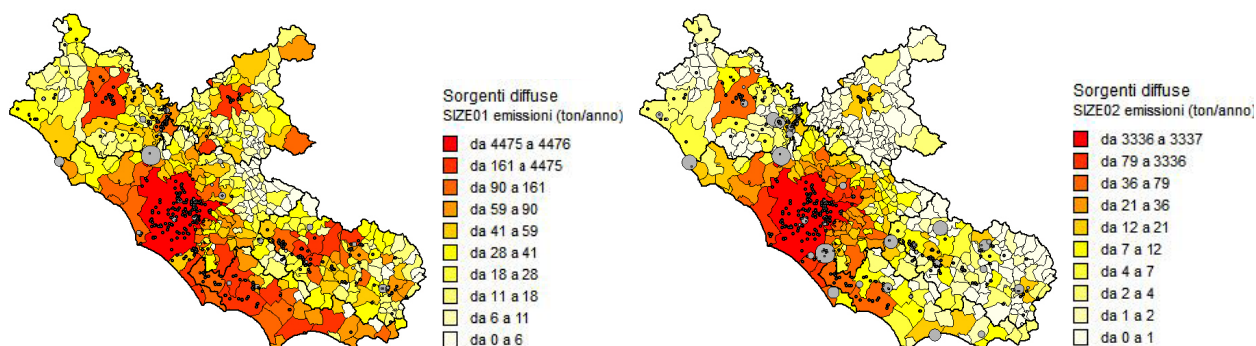 Sorgenti diffuse
SIZE01 emissioni (ton/anno)
da 4475 a 4476
da 161 a 4475
da 90 a 161
da 59 a 90
da 41 a 59
da 28 a 41
da 18 a 28
da 11 a 18
da 6 a 11
da 0 a 6
Sorgenti diffuse
SIZE02 emissioni (ton/anno)
da 3336 a 3337
da 79 a 3336
da 36 a 79
da 21 a 36
da 12 a 21
da 7 a 12
da 4 a 7
da 2 a 4
da 1 a 2
da 0 a 1